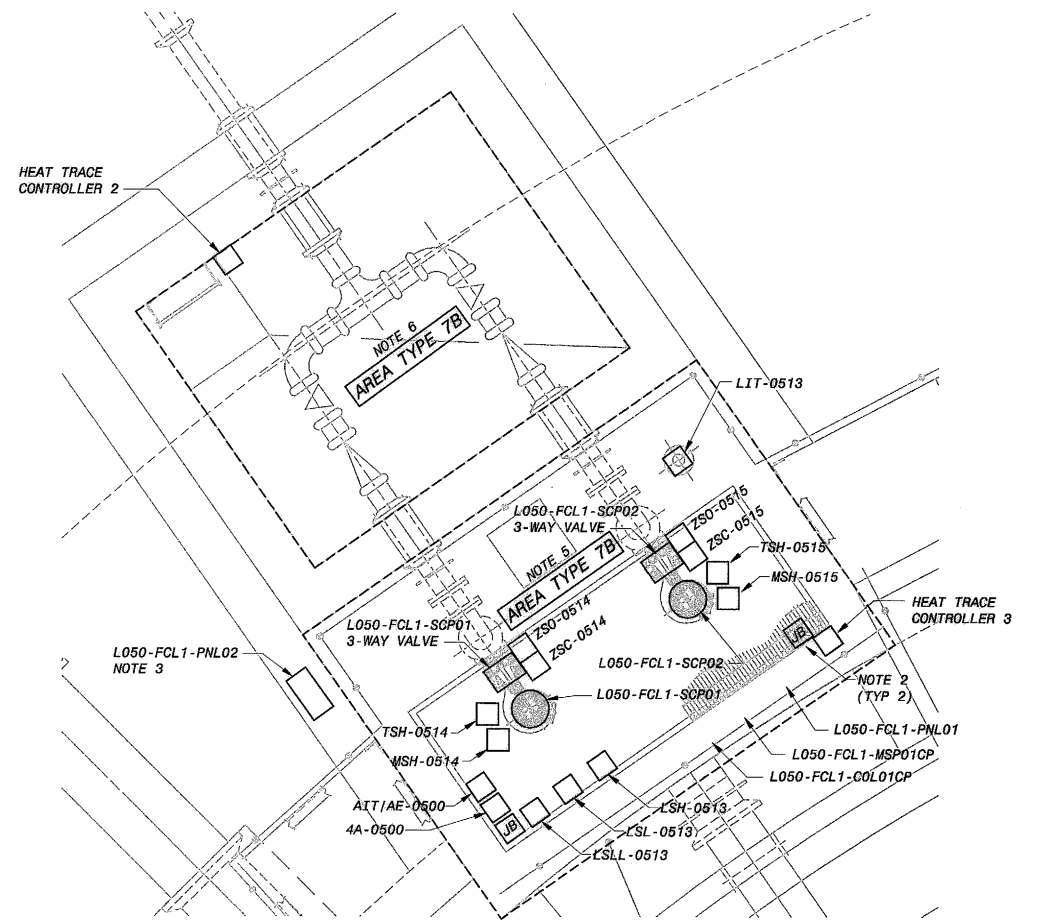 HEAT TRACE
CONTROLLER 2
NOTE 6
AREA TYPE 7B
LIT-0513
L050-FCL1-SCP02
3-WAY VALVE
ZSO-0515
ZSC-0515
NOTE 5
AREA TYPE 7B
TSH-0515
MSH-0515
HEAT TRACE
CONTROLLER 3
L050-FCL1-SCP01
3-WAY VALVE
ZSO-0514
ZSC-0514
L050-FCL1-PNL02
NOTE 3
L050-FCL1-SCP02
JB
NOTE 2
(TYP 2)
L050-FCL1-SCP01
TSH-0514
MSH-0514
L050-FCL1-PNL01
L050-FCL1-MSP01CP
L050-FCL1-COL01CP
AIT/AE-0500
4A-0500
JB
LSH-0513
LSL-0513
LSLL-0513